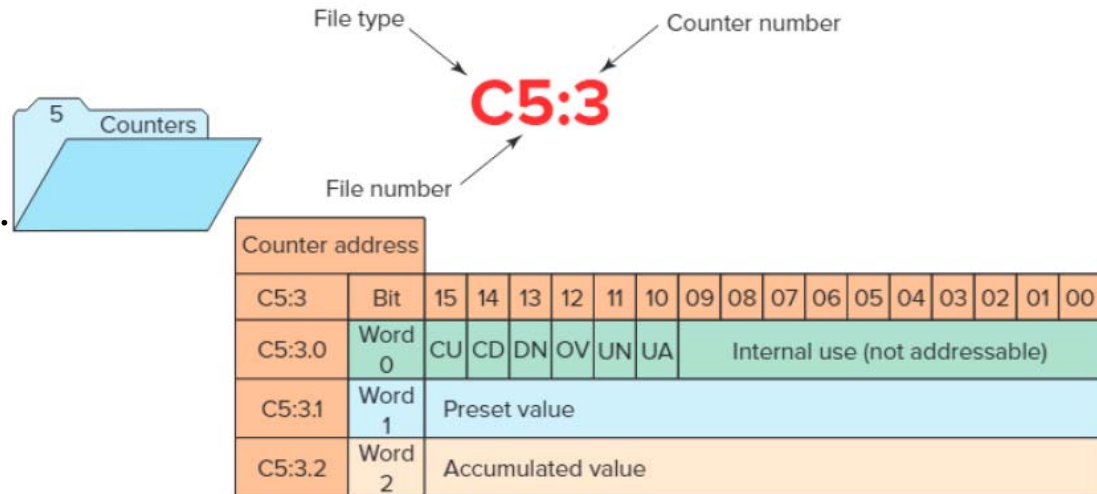 File type
Counter number
C5:3
5
Counters
File number
Counter address
C5:3 Bit 15 14 13 12 11 10 09 08 07 06 05 04 03 02 01 00
C5:3.0 Word 0 CU CD DN OV UN UA Internal use (not addressable)
C5:3.1 Word 1 Preset value
C5:3.2 Word 2 Accumulated value